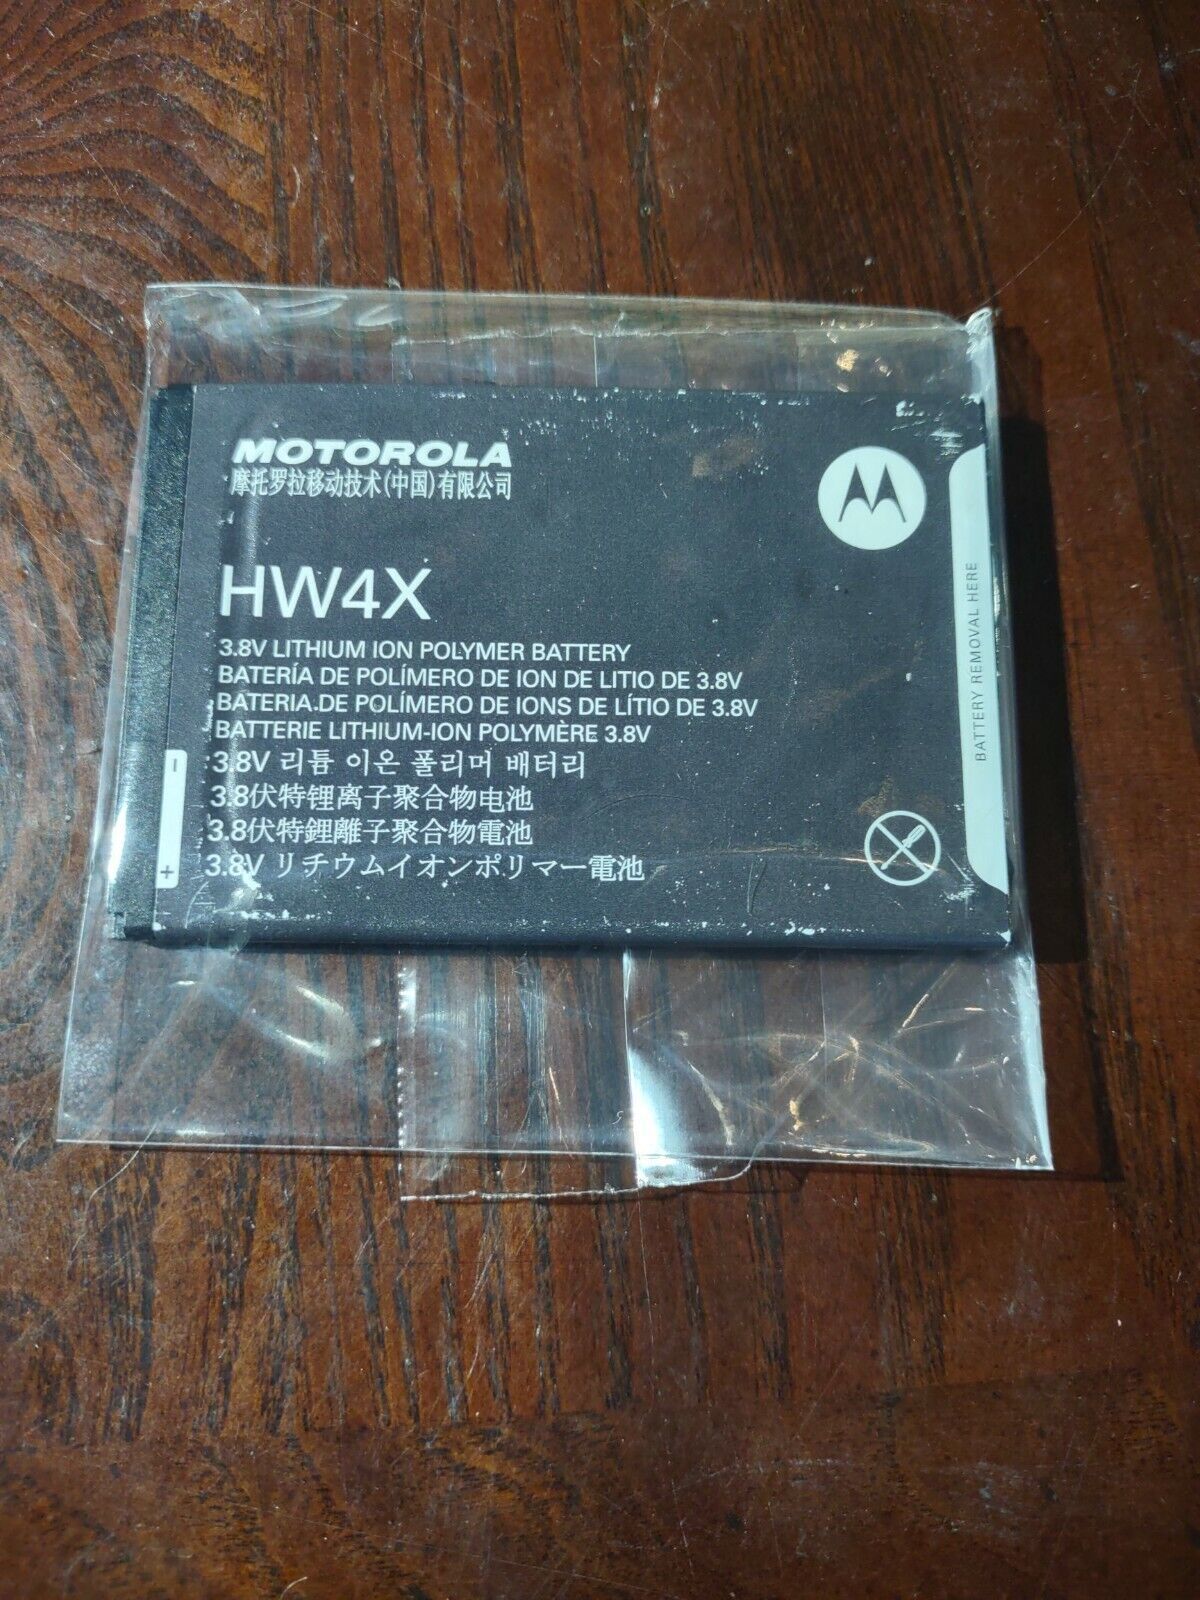 MOTOROLA
摩托罗拉移动技术(中国)有限公司
HW4X
3.8V LITHIUM ION POLYMER BATTERY
BATERÍA DE POLÍMERO DE ION DE LITIO DE 3.8V
BATERIA DE POLÍMERO DE IONS DE LÍTIO DE 3.8V
BATTERIE LITHIUM-ION POLYMÈRE 3.8V
3.8V 리튬 이온 폴리머 배터리
3.8伏特锂离子聚合物电池
3.8伏特鋰離子聚合物電池
3.8V リチウムイオンポリマー電池
- +
BATTERY REMOVAL HERE